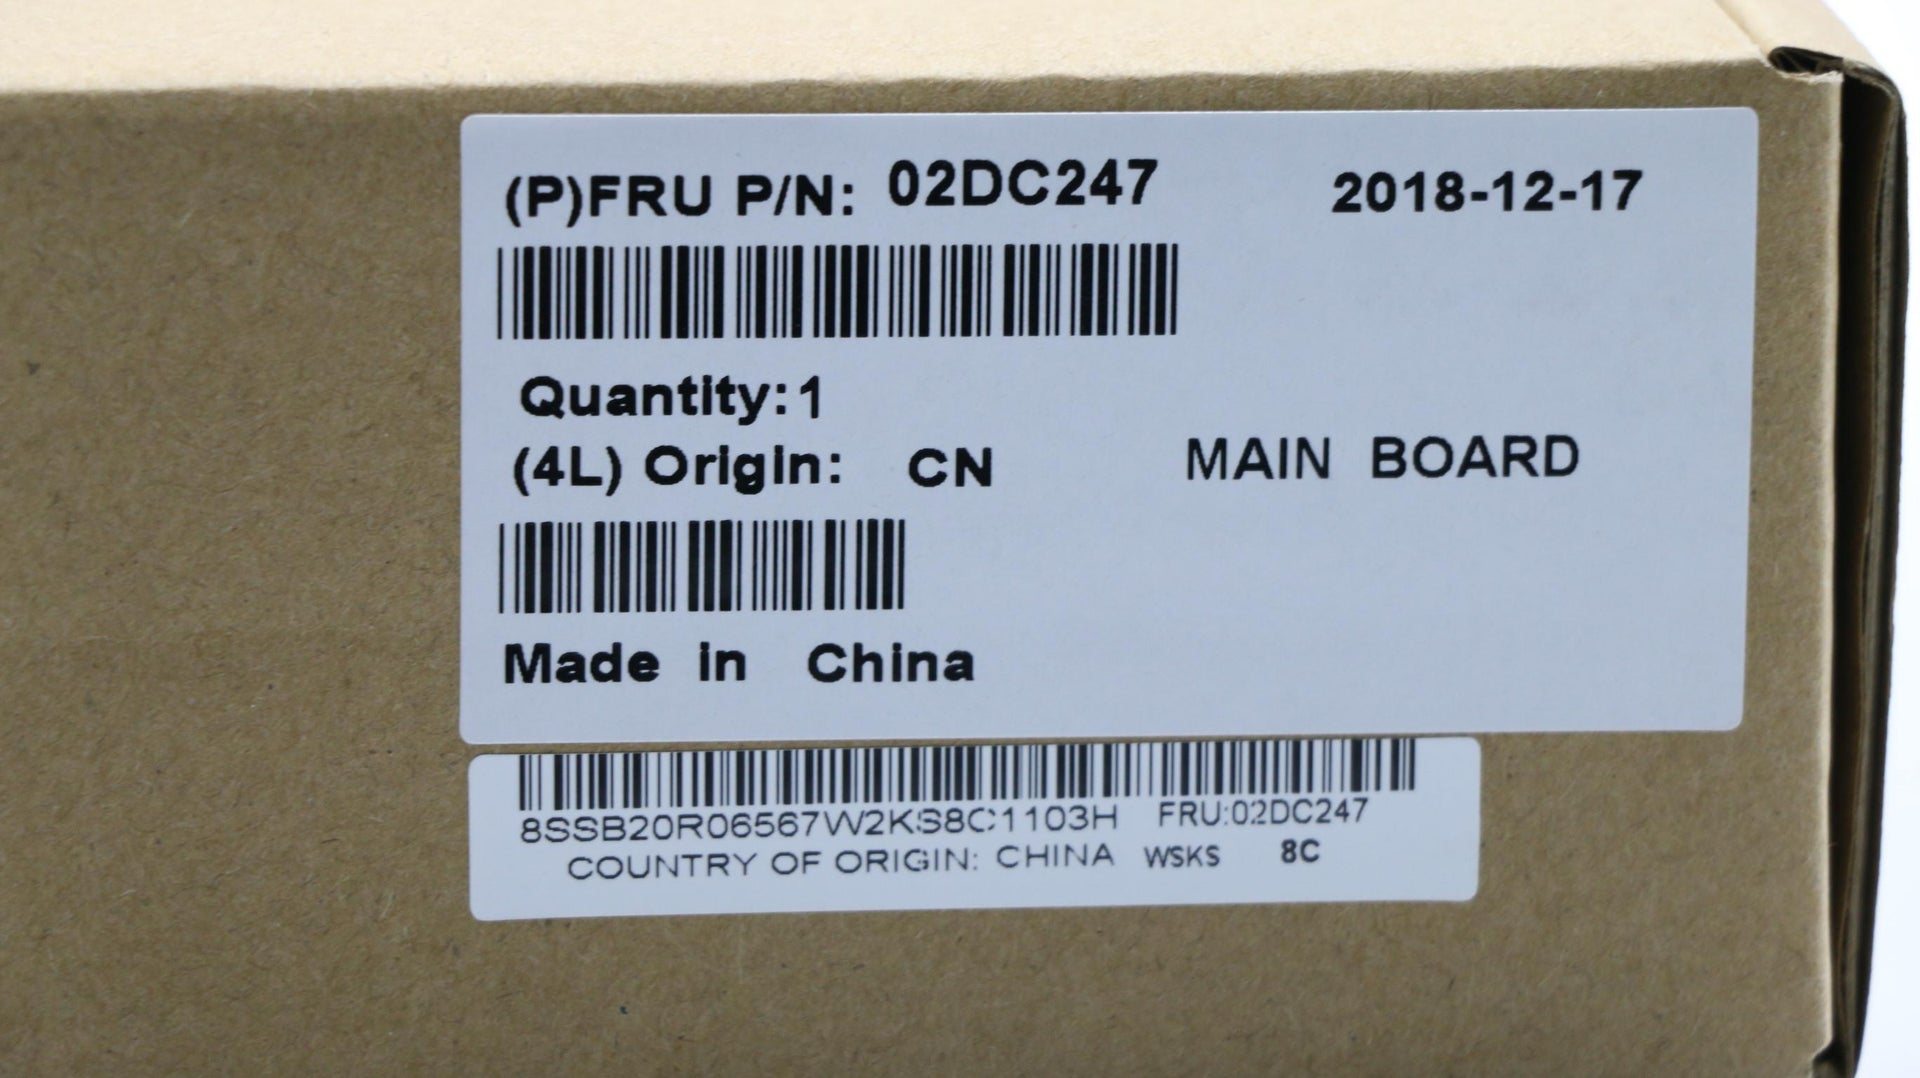 (P)FRU P/N: 02DC247 2018-12-17
Quantity:1
(4L) Origin: CN MAIN BOARD
Made in China
8SSB20R06567W2KS8C1103H FRU:02DC247
COUNTRY OF ORIGIN: CHINA WSKS 8C